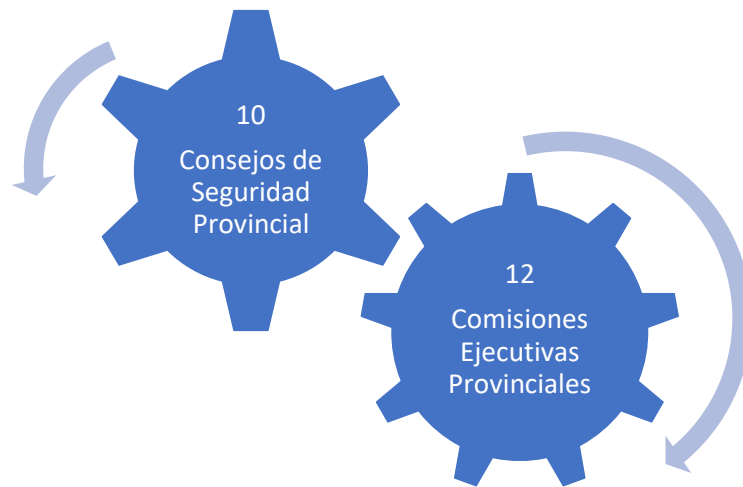 10
Consejos de
Seguridad
Provincial
12
Comisiones
Ejecutivas
Provinciales